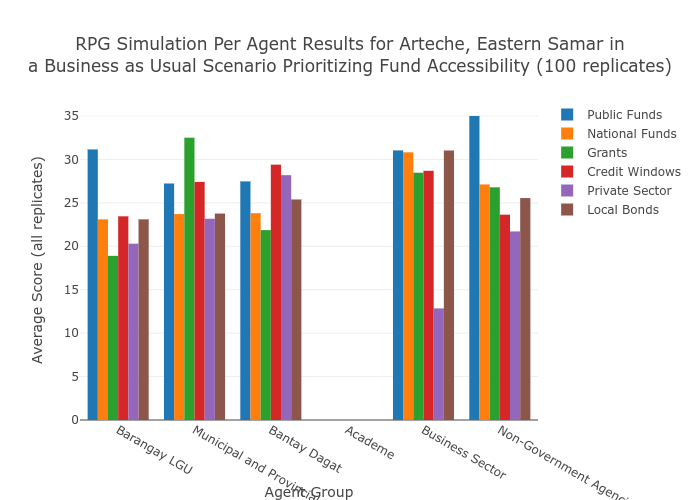 RPG Simulation Per Agent Results for Arteche, Eastern Samar in
a Business as Usual Scenario Prioritizing Fund Accessibility (100 replicates)
Public Funds
National Funds
Grants
Credit Windows
Private Sector
Local Bonds
Average Score (all replicates)
35
30
25
20
15
10
5
0
Barangay LGU
Municipal and
Bantay Dagat
Academe
Business Sector
Non-Government
Agent Group